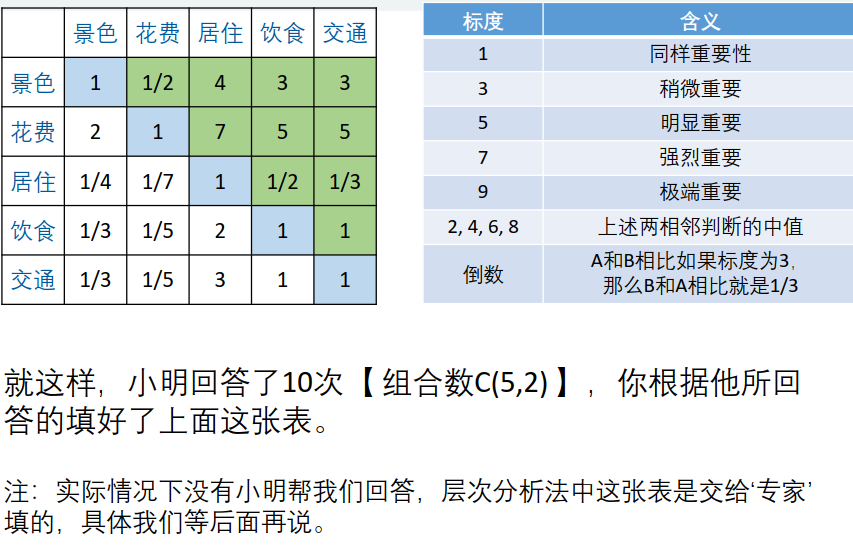 景色 花费 居住 饮食 交通
景色 1 1/2 4 3 3
花费 2 1 7 5 5
居住 1/4 1/7 1 1/2 1/3
饮食 1/3 1/5 2 1 1
交通 1/3 1/5 3 1 1
标度 含义
1 同样重要性
3 稍微重要
5 明显重要
7 强烈重要
9 极端重要
2, 4, 6, 8 上述两相邻判断的中值
倒数 A和B相比如果标度为3，
那么B和A相比就是1/3
就这样，小明回答了10次【组合数C(5,2)】，你根据他所回
答的填好了上面这张表。
注：实际情况下没有小明帮我们回答，层次分析法中这张表是交给‘专家’
填的，具体我们等后面再说。